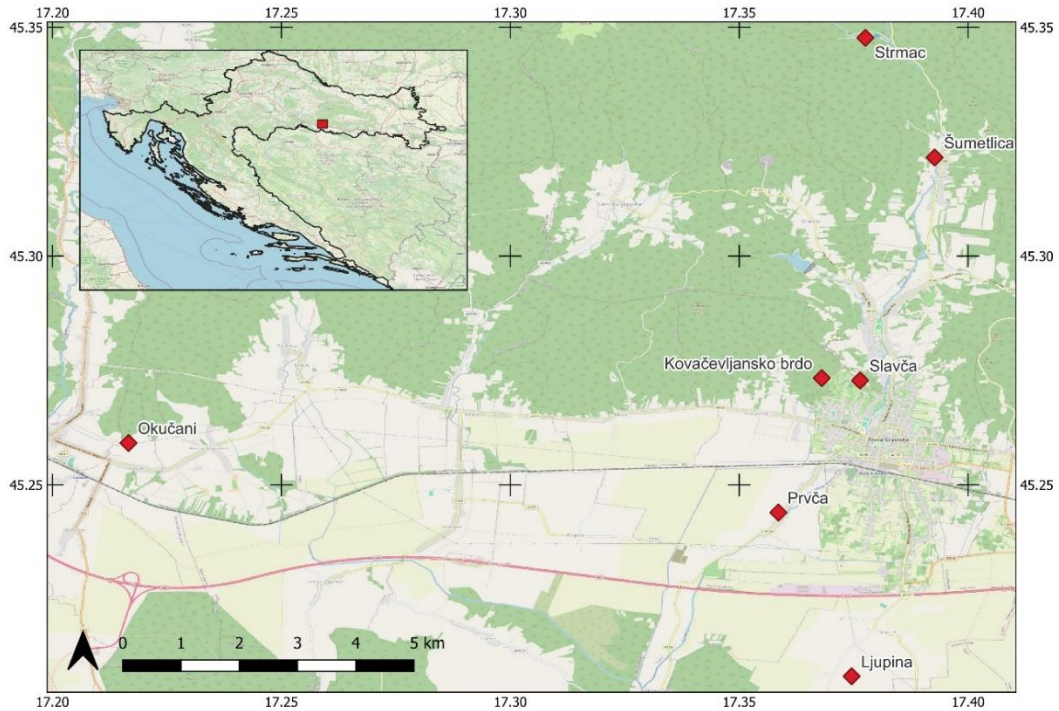 17.20 17.25 17.30 17.35 17.40
45.35 45.35
Strmac
Šumetlica
45.30 45.30
Kovačevljansko brdo Slavča
Okučani
Nova Gradiška
45.25 45.25
Prvča
0 1 2 3 4 5 km
Ljupina
17.20 17.25 17.30 17.35 17.40